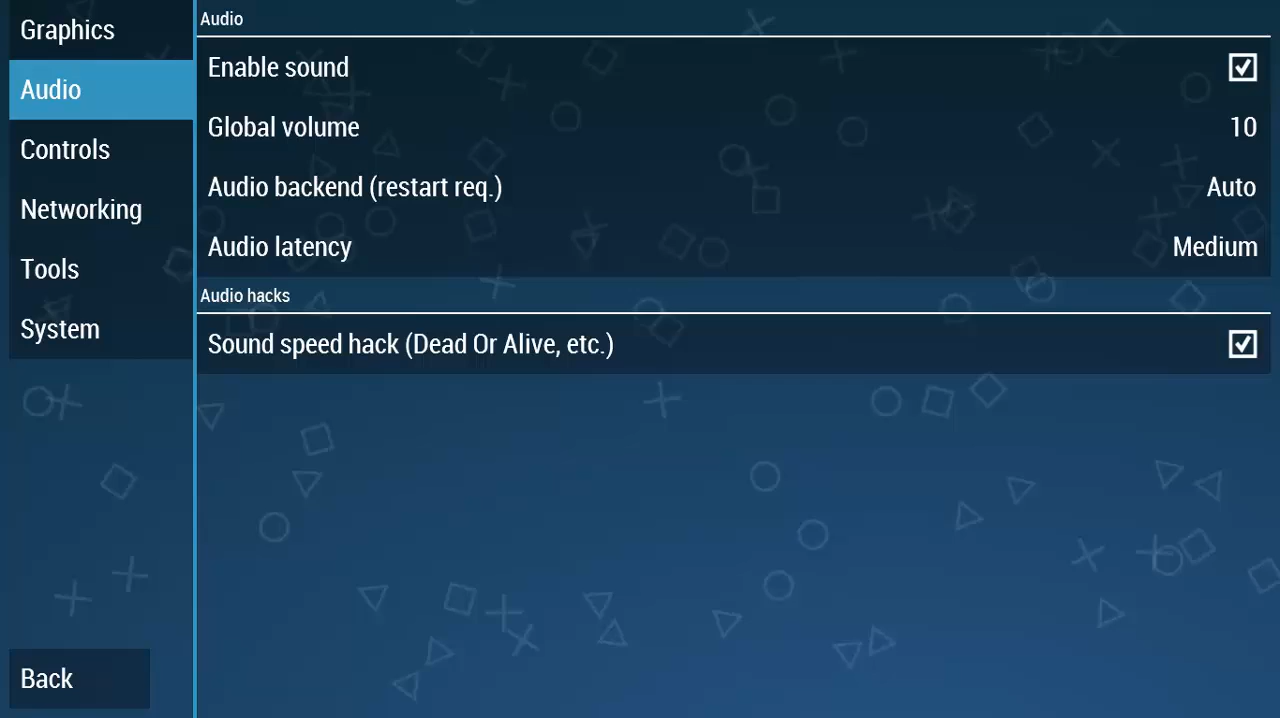 Graphics
Audio
Controls
Networking
Tools
System
Back
Audio
Enable sound
Global volume 10
Audio backend (restart req.) Auto
Audio latency Medium
Audio hacks
Sound speed hack (Dead Or Alive, etc.)